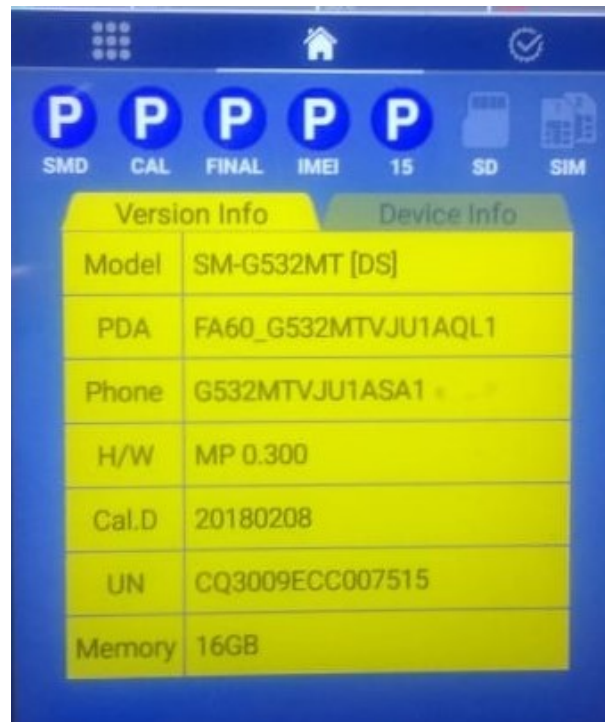 P P P P P
SMD CAL FINAL IMEI 15 SD SIM
Version Info Device Info
Model SM-G532MT [DS]
PDA FA60_G532MTVJU1AQL1
Phone G532MTVJU1ASA1
H/W MP 0.300
Cal.D 20180208
UN CQ3009ECC007515
Memory 16GB